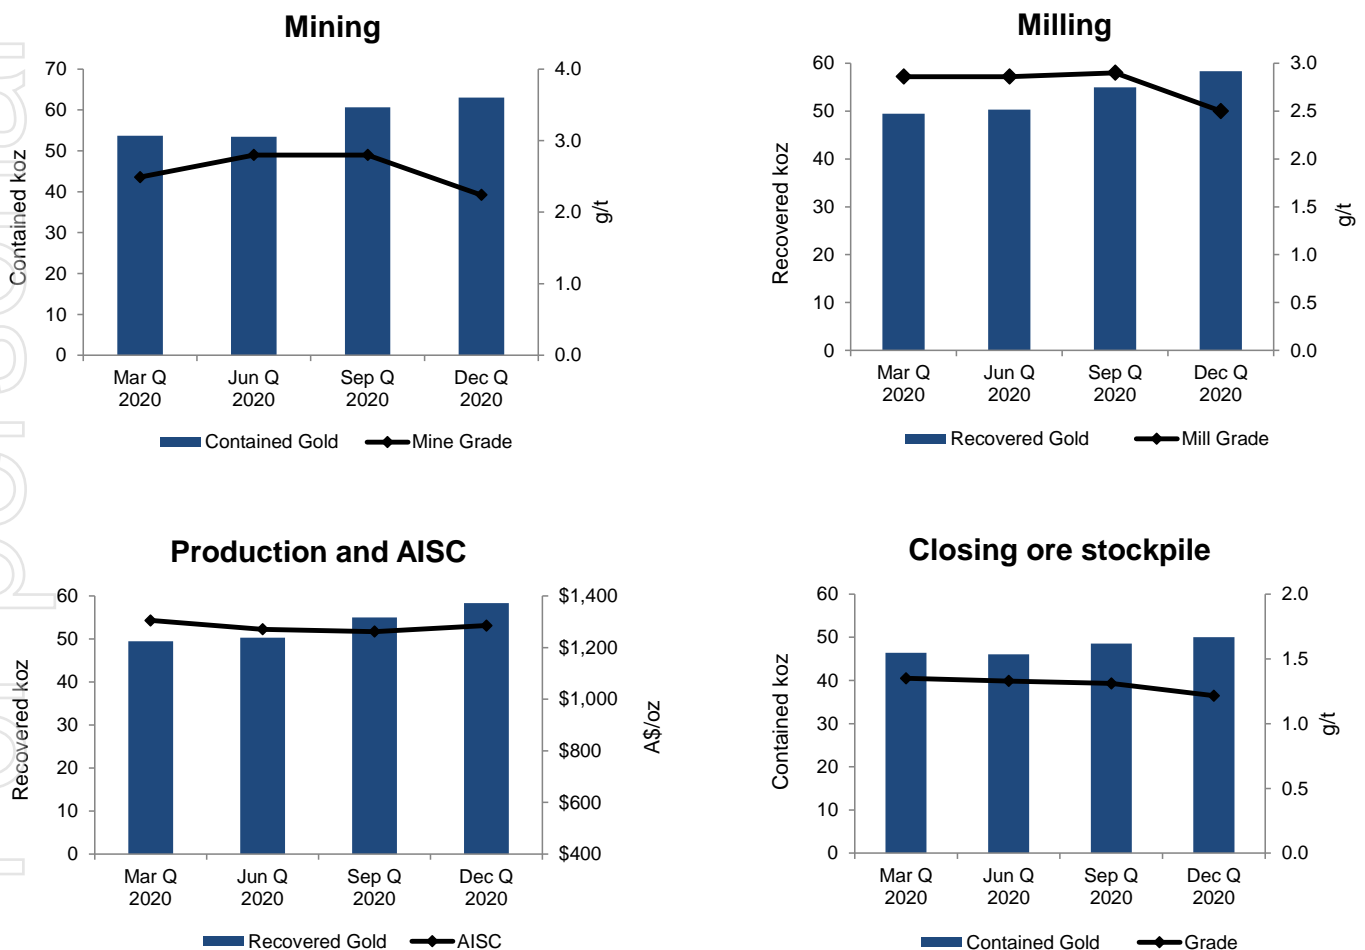 Mining
70
60
50
40
30
20
10
0
Contained koz
4.0
3.0
2.0
1.0
0.0
g/t
Mar Q
2020
Jun Q
2020
Sep Q
2020
Dec Q
2020
Contained Gold
Mine Grade
Milling
60
50
40
30
20
10
0
Recovered koz
3.0
2.5
2.0
1.5
1.0
0.5
0.0
g/t
Mar Q
2020
Jun Q
2020
Sep Q
2020
Dec Q
2020
Recovered Gold
Mill Grade
Production and AISC
60
50
40
30
20
10
0
Recovered koz
$1,400
$1,200
$1,000
$800
$600
$400
A$/oz
Mar Q
2020
Jun Q
2020
Sep Q
2020
Dec Q
2020
Recovered Gold
AISC
Closing ore stockpile
60
50
40
30
20
10
0
Contained koz
2.0
1.5
1.0
0.5
0.0
g/t
Mar Q
2020
Jun Q
2020
Sep Q
2020
Dec Q
2020
Contained Gold
Grade